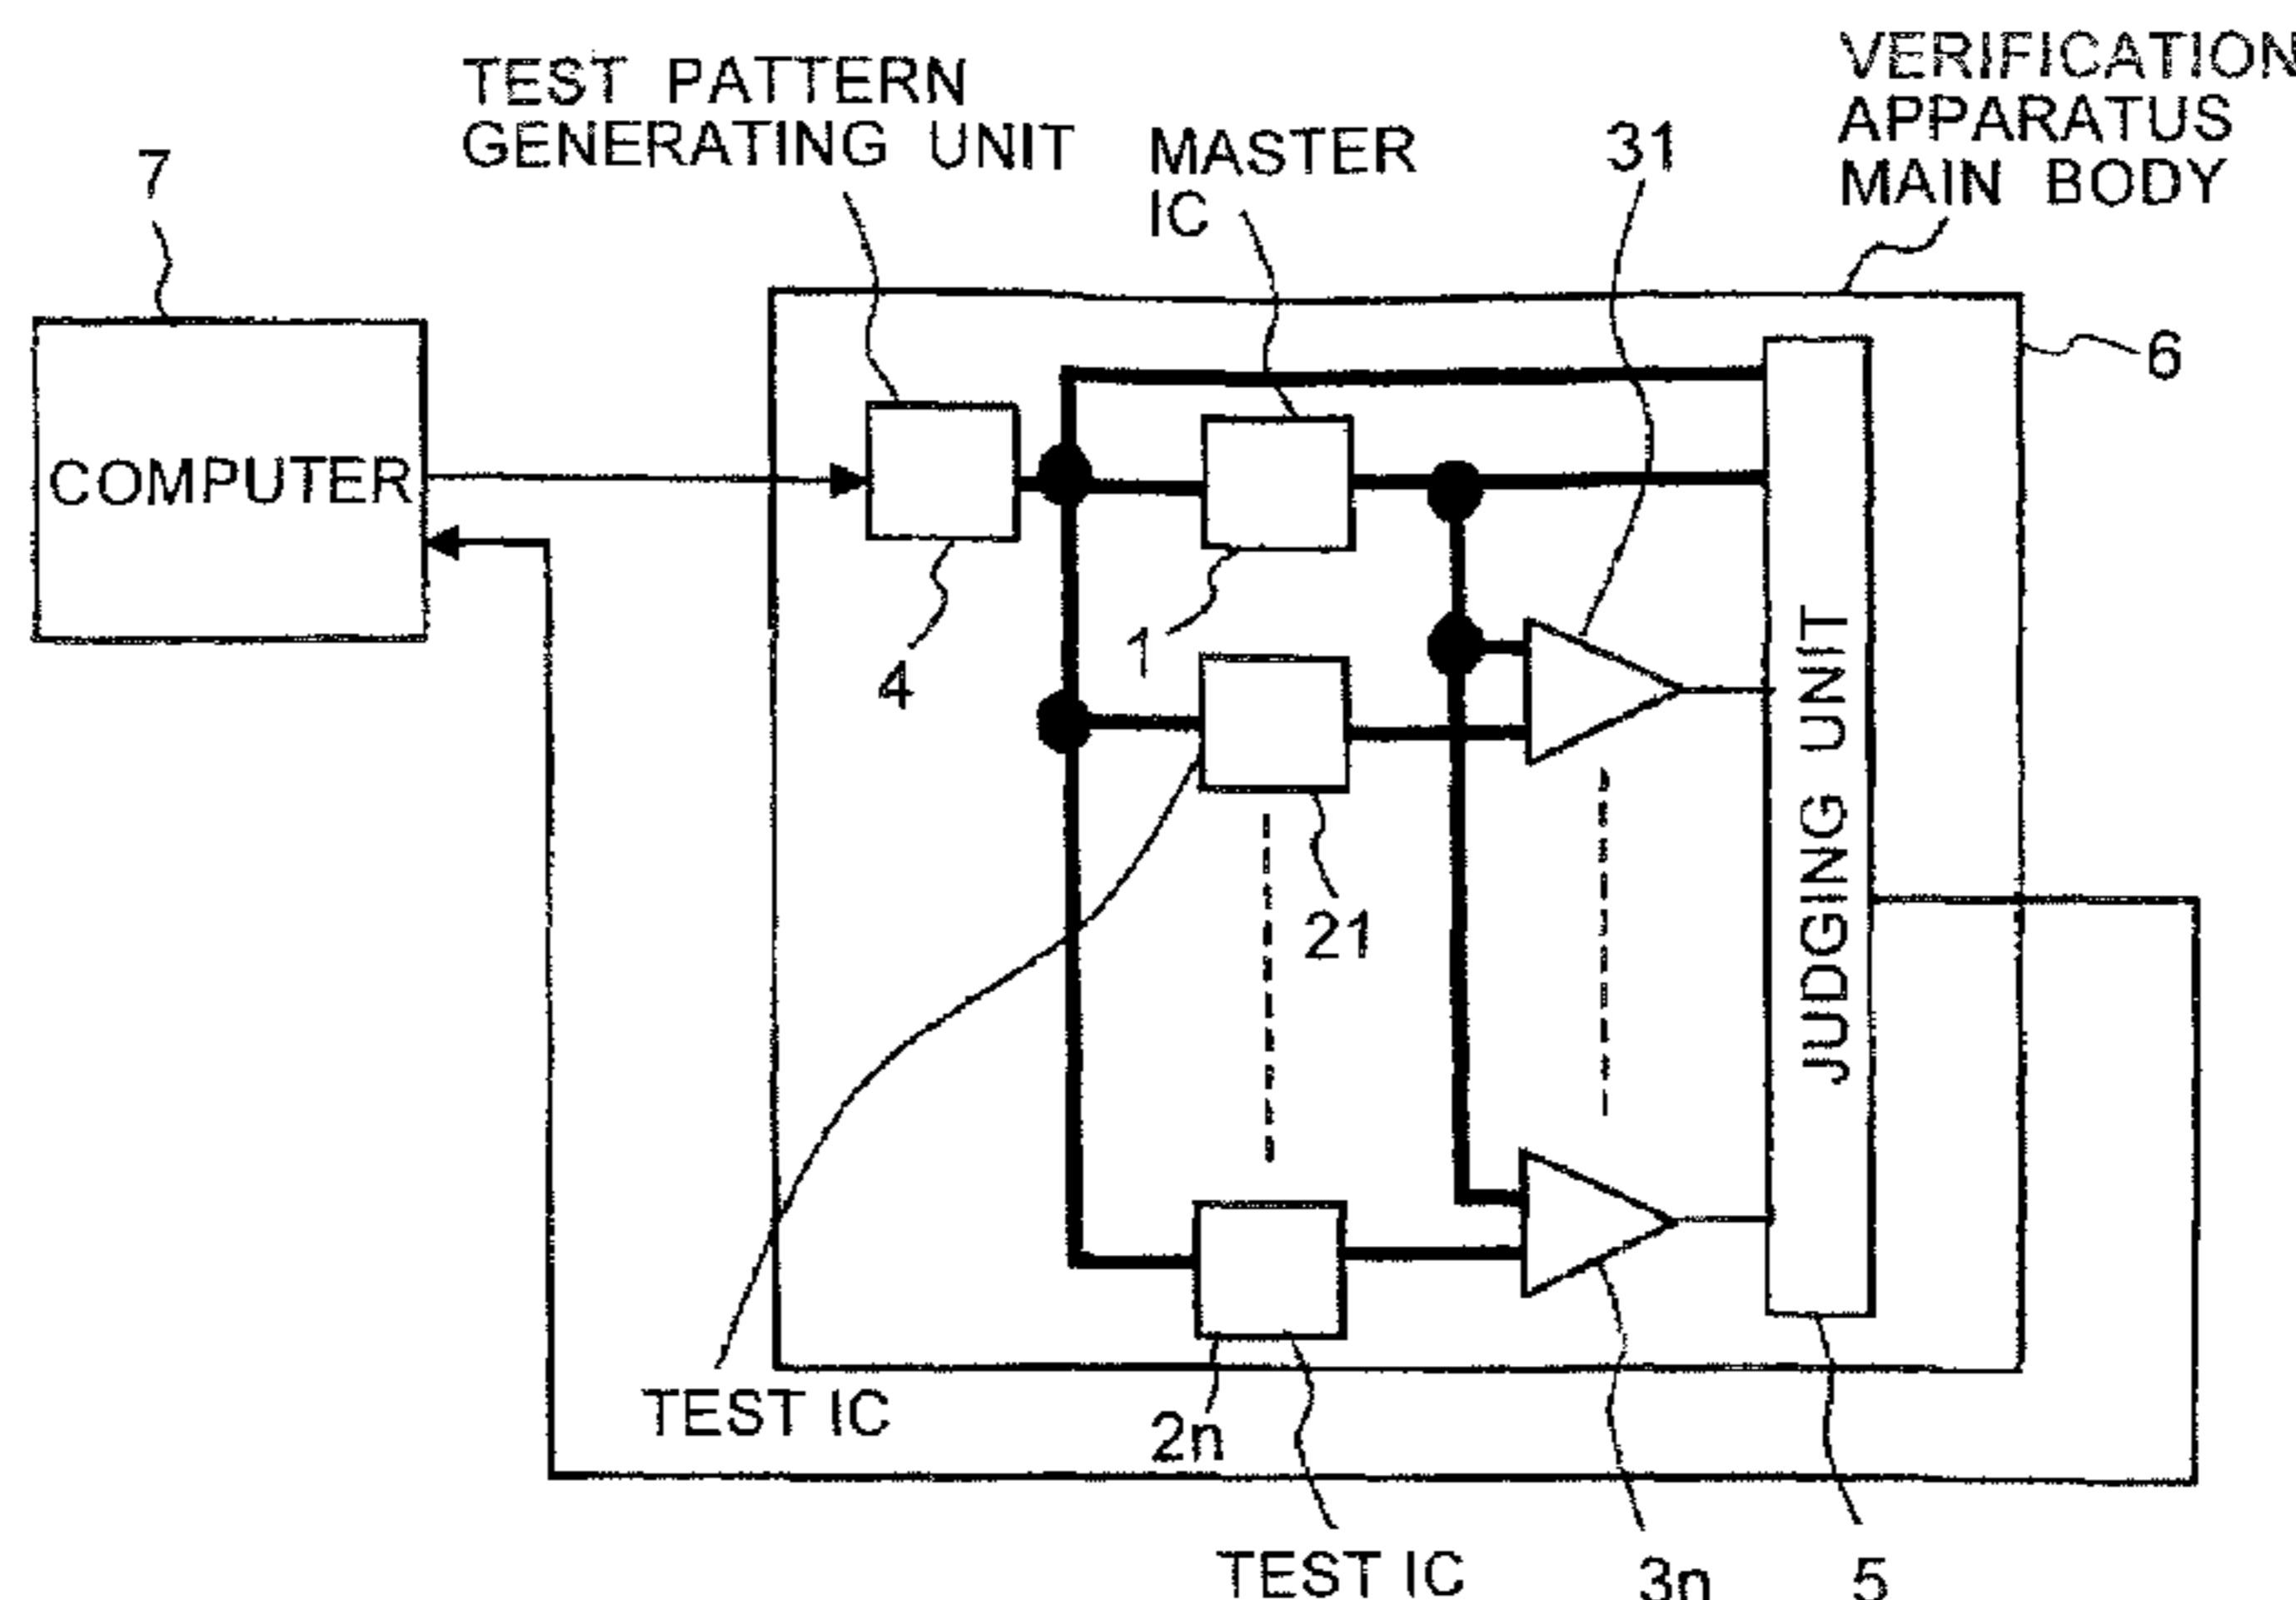 VERIFICATION
APPARATUS
MAIN BODY
TEST PATTERN
GENERATING UNIT
MASTER
IC
31
7
6
COMPUTER
4
1
21
JUDGING UNIT
TEST IC
2n
TEST IC
3n
5